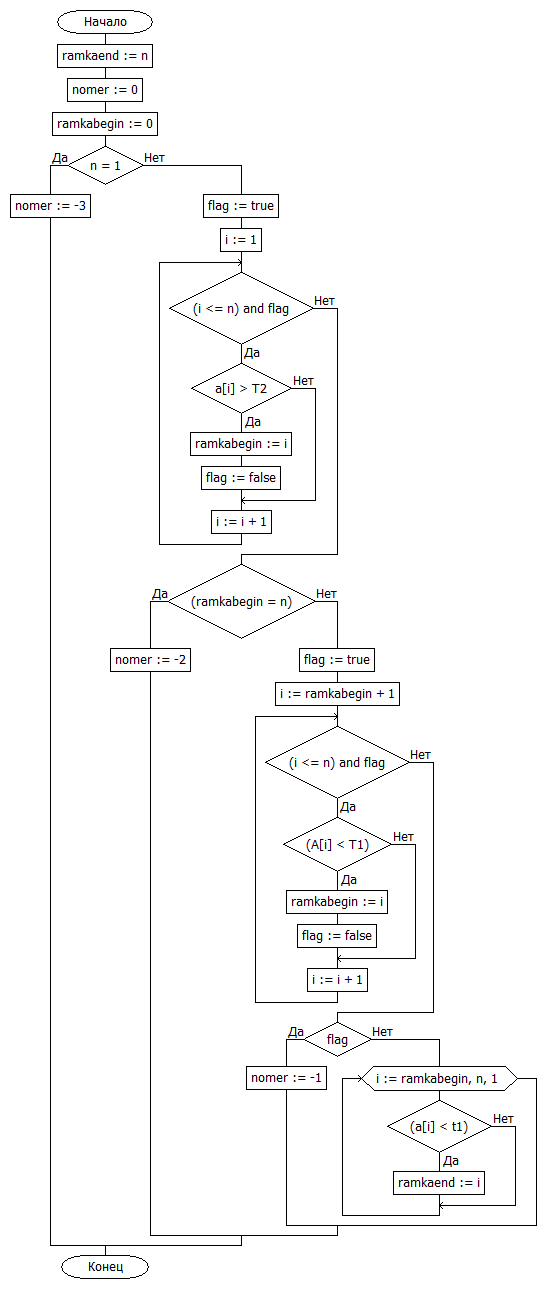 Начало
ramkaend := n
nomer := 0
ramkabegin := 0
Да
n = 1
Нет
nomer := -3
flag := true
i := 1
(i <= n) and flag
Нет
Да
a[i] > T2
Нет
Да
ramkabegin := i
flag := false
i := i + 1
Да
(ramkabegin = n)
Нет
nomer := -2
flag := true
i := ramkabegin + 1
(i <= n) and flag
Нет
Да
(A[i] < T1)
Нет
Да
ramkabegin := i
flag := false
i := i + 1
Да
flag
Нет
nomer := -1
i := ramkabegin, n, 1
(a[i] < t1)
Нет
Да
ramkaend := i
Конец